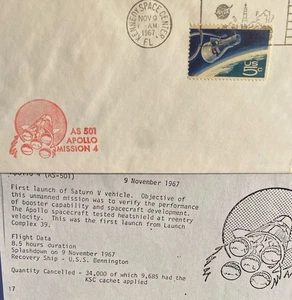 KENNEDY SPACE CENTER
NOV 9
AM
1967
FL
US
5c
AS 501
APOLLO
MISSION 4
(AS-501)
9 November 1967
First launch of Saturn V vehicle. Objective of
this unmanned mission was to verify the performance
of booster capability and spacecraft development.
The Apollo spacecraft tested heatshield at reentry
velocity. This was the first launch from Launch
Complex 39.
Flight Data
8.5 hours duration
Splashdown on 9 November 1967
Recovery Ship - U.S.S. Bennington
Quantity Cancelled - 34,000 of which 9,685 had the
KSC cachet applied
17